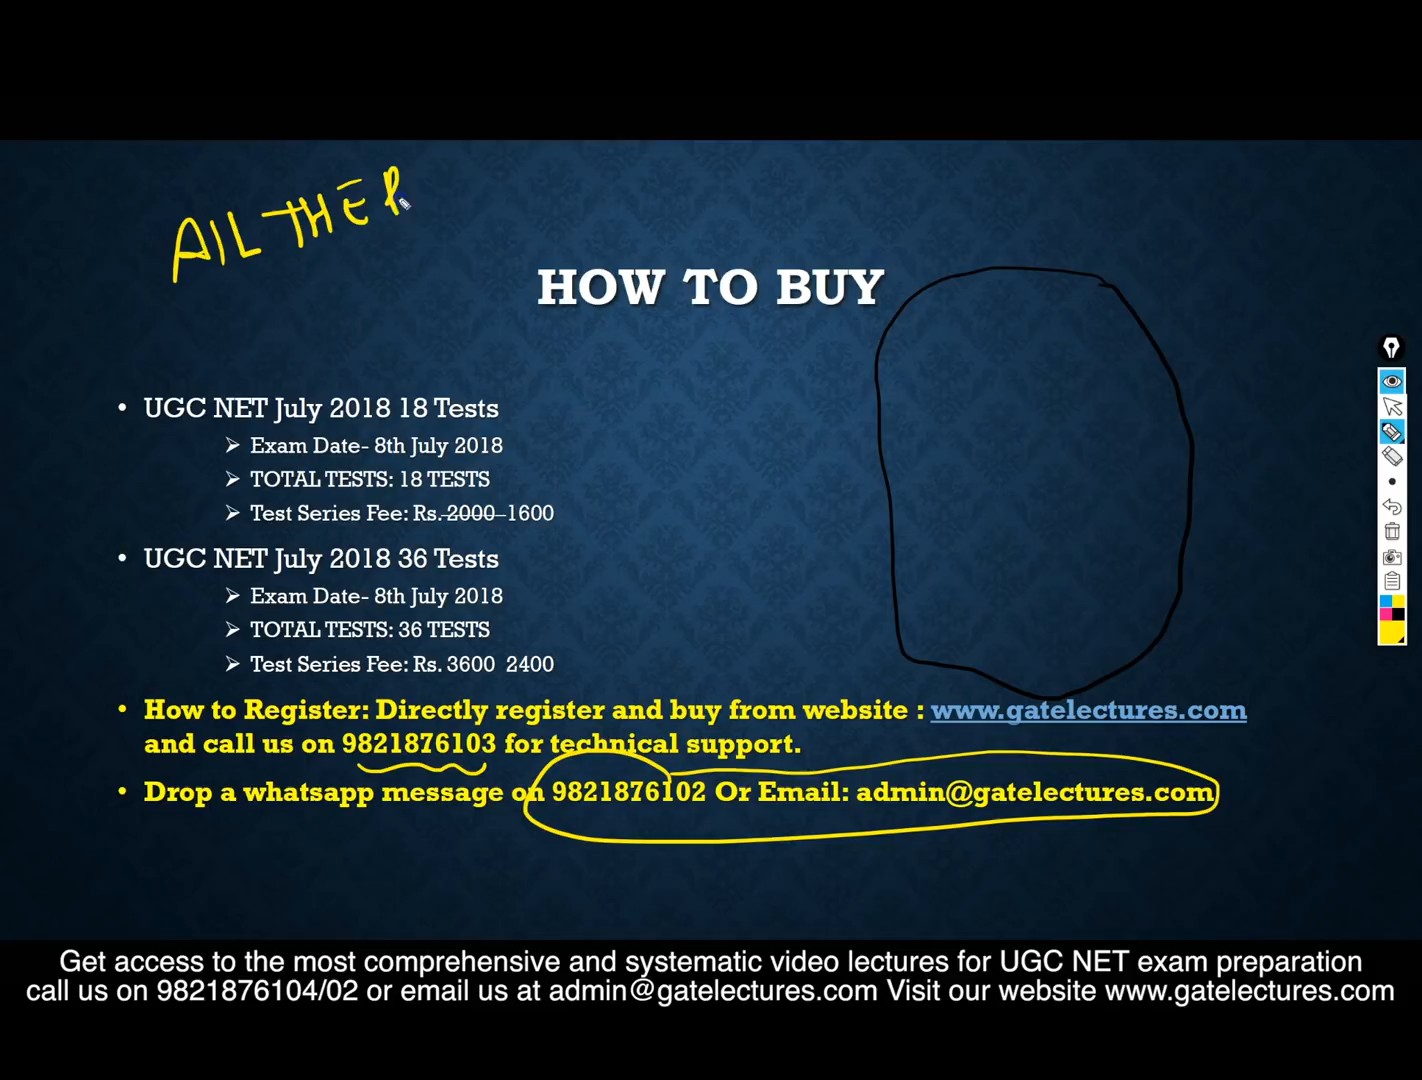 ALL THE
HOW TO BUY
• UGC NET July 2018 18 Tests
➢ Exam Date- 8th July 2018
➢ TOTAL TESTS: 18 TESTS
➢ Test Series Fee: Rs. 2000 1600
• UGC NET July 2018 36 Tests
➢ Exam Date- 8th July 2018
➢ TOTAL TESTS: 36 TESTS
➢ Test Series Fee: Rs. 3600 2400
• How to Register: Directly register and buy from website : www.gatelectures.com
and call us on 9821876103 for technical support.
• Drop a whatsapp message on 9821876102 Or Email: admin@gatelectures.com
Get access to the most comprehensive and systematic video lectures for UGC NET exam preparation
call us on 9821876104/02 or email us at admin@gatelectures.com Visit our website www.gatelectures.com